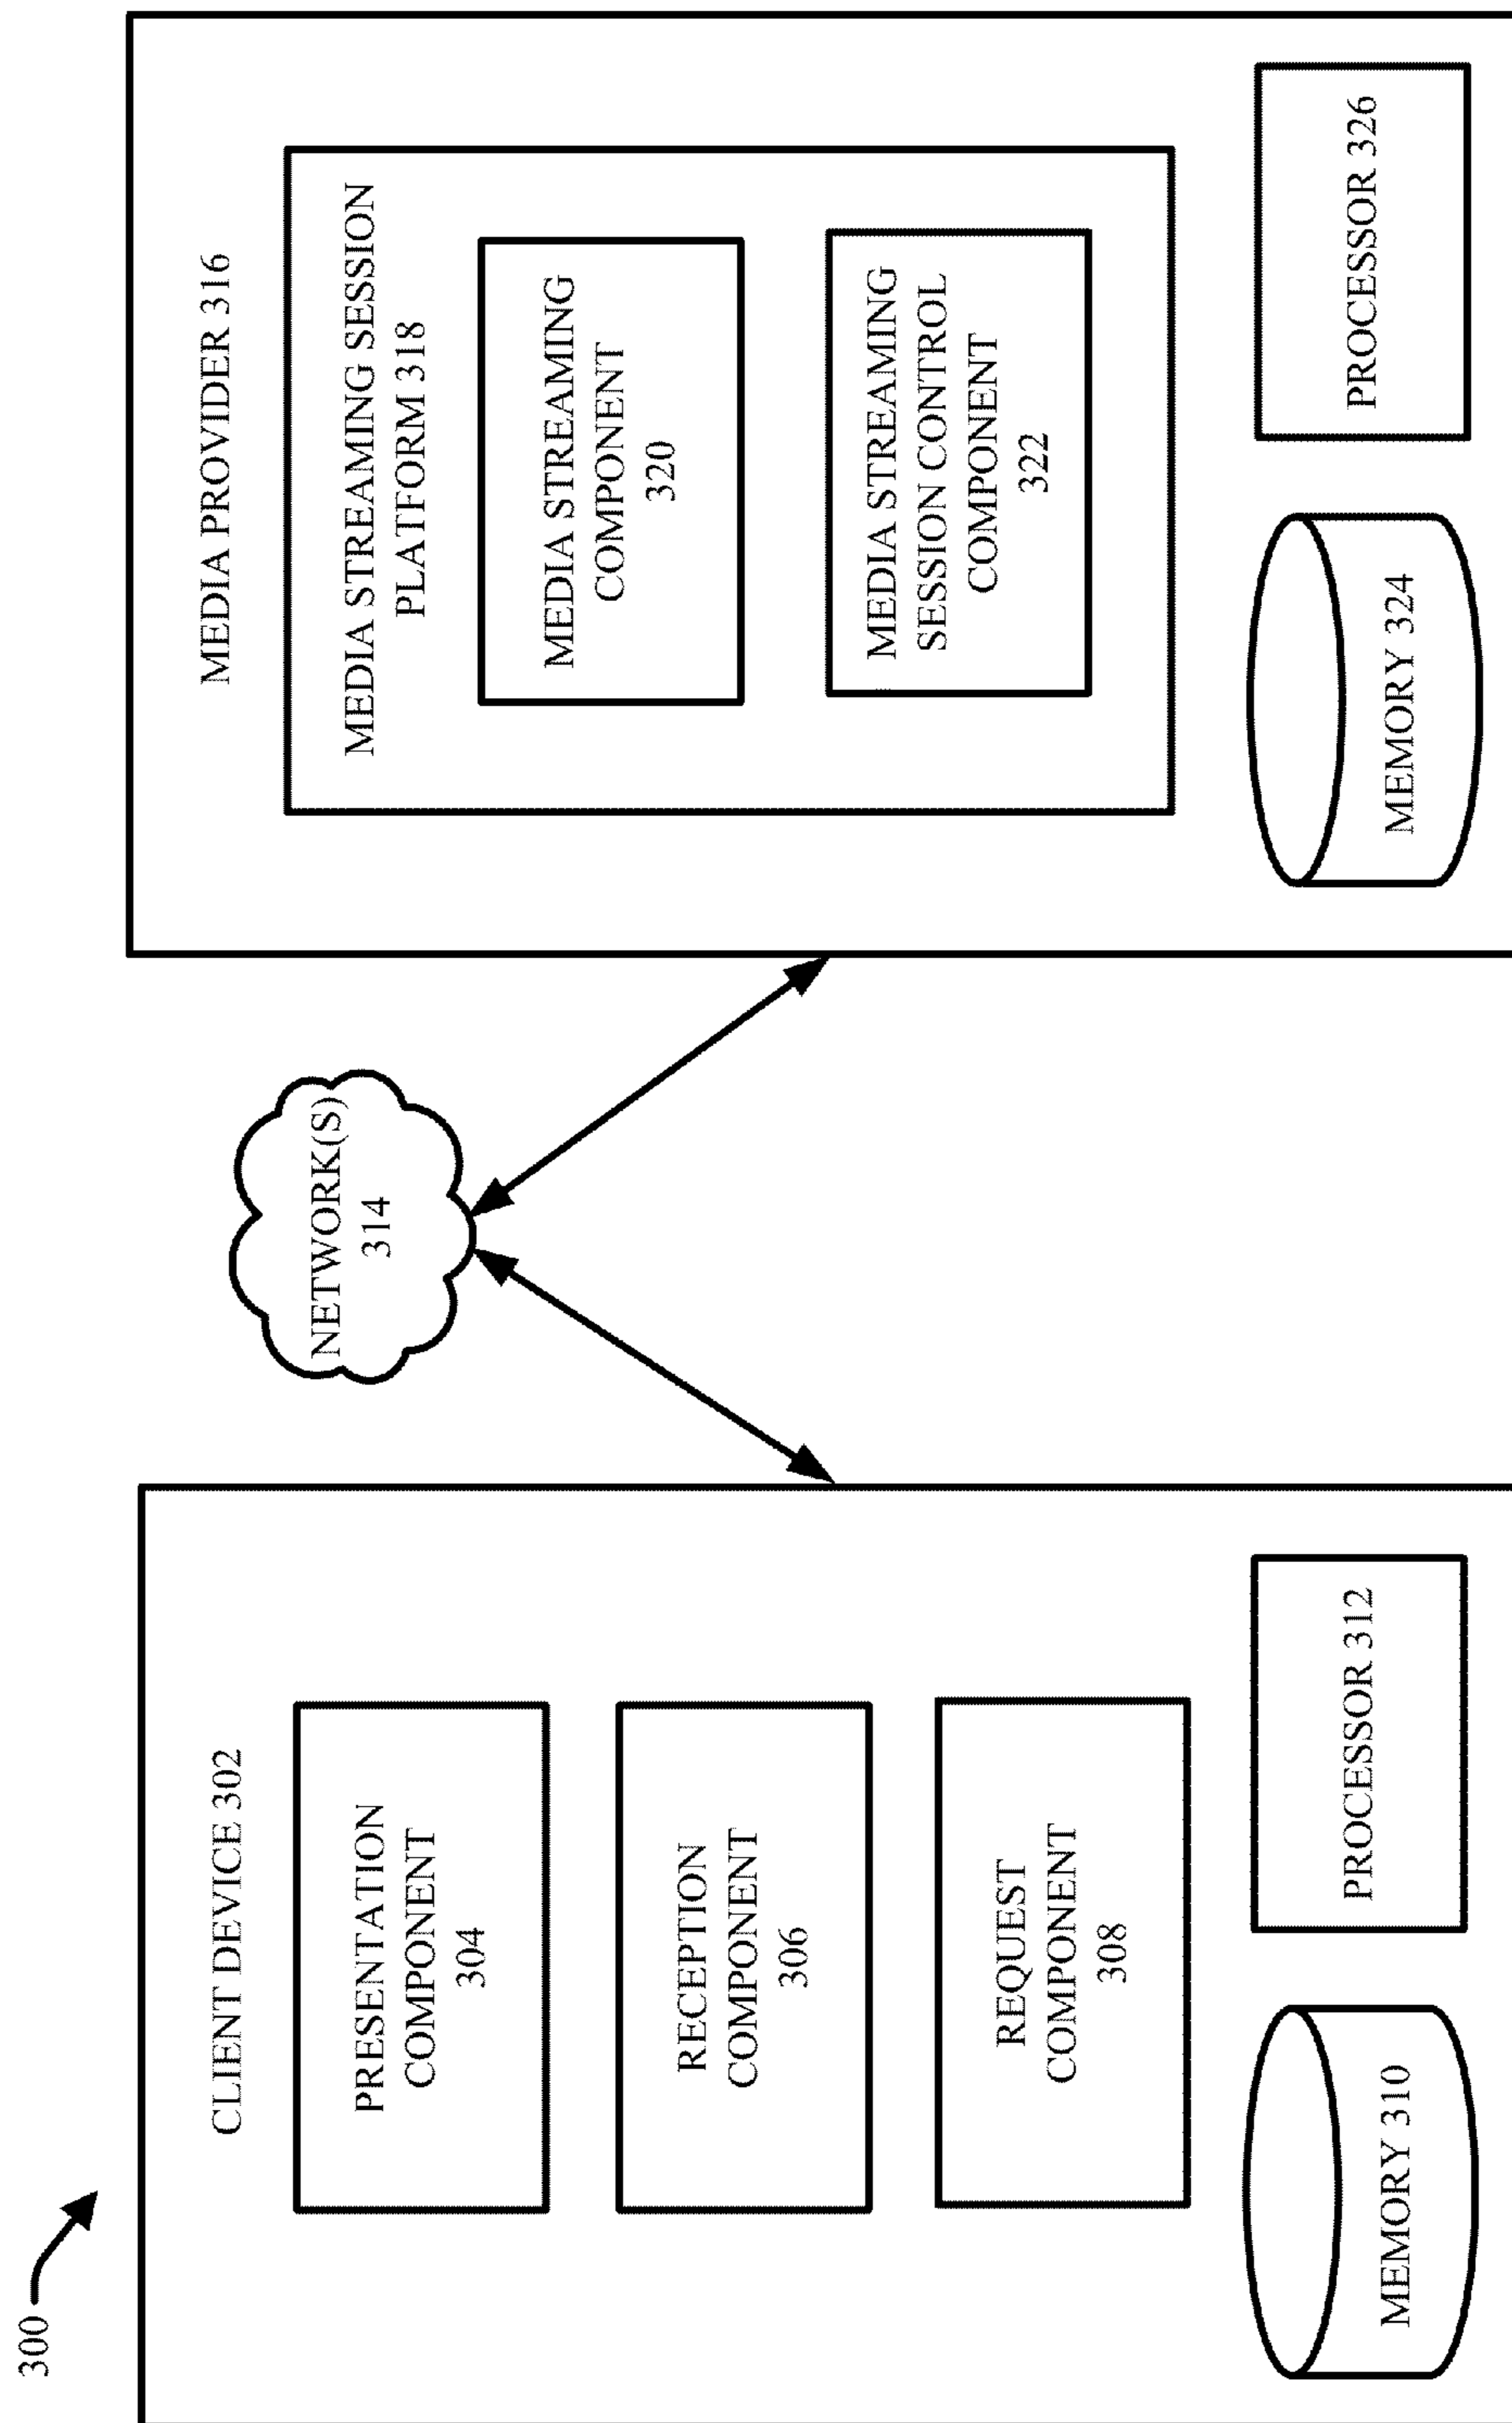 300
CLIENT DEVICE 302
PRESENTATION
COMPONENT
304
RECEPTION
COMPONENT
306
REQUEST
COMPONENT
308
MEMORY 310
PROCESSOR 312
NETWORK(S)
314
MEDIA PROVIDER 316
MEDIA STREAMING SESSION
PLATFORM 318
MEDIA STREAMING
COMPONENT
320
MEDIA STREAMING
SESSION CONTROL
COMPONENT
322
MEMORY 324
PROCESSOR 326